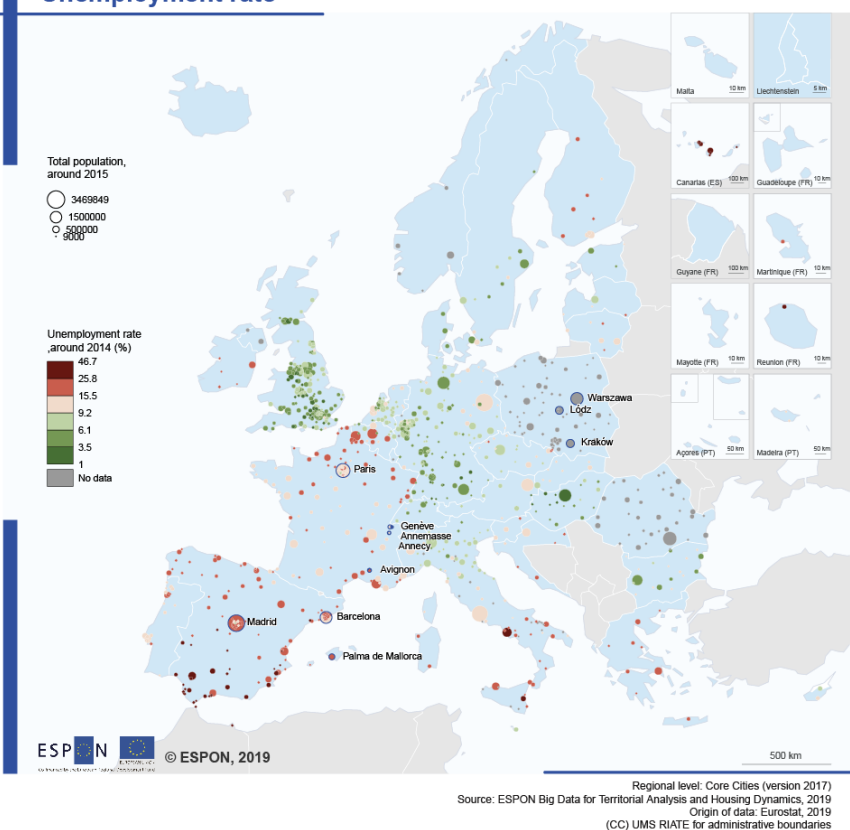 Unemployment rate
Total population,
around 2015
3469849
1500000
500000
9000
Unemployment rate
,around 2014 (%)
46.7
25.8
15.5
9.2
6.1
3.5
1
No data
Malta
10 km
Liechtenstein
5 km
Canarias (ES)
100 km
Guadeloupe (FR)
10 km
Guyane (FR)
100 km
Martinique (FR)
10 km
Mayotte (FR)
10 km
Reunion (FR)
10 km
Açores (PT)
50 km
Madeira (PT)
50 km
Warszawa
Lódz
Kraków
Paris
Genève
Annemasse
Annecy
Avignon
Madrid
Barcelona
Palma de Mallorca
ESPON
© ESPON, 2019
500 km
Regional level: Core Cities (version 2017)
Source: ESPON Big Data for Territorial Analysis and Housing Dynamics, 2019
Origin of data: Eurostat, 2019
(CC) UMS RIATE for administrative boundaries